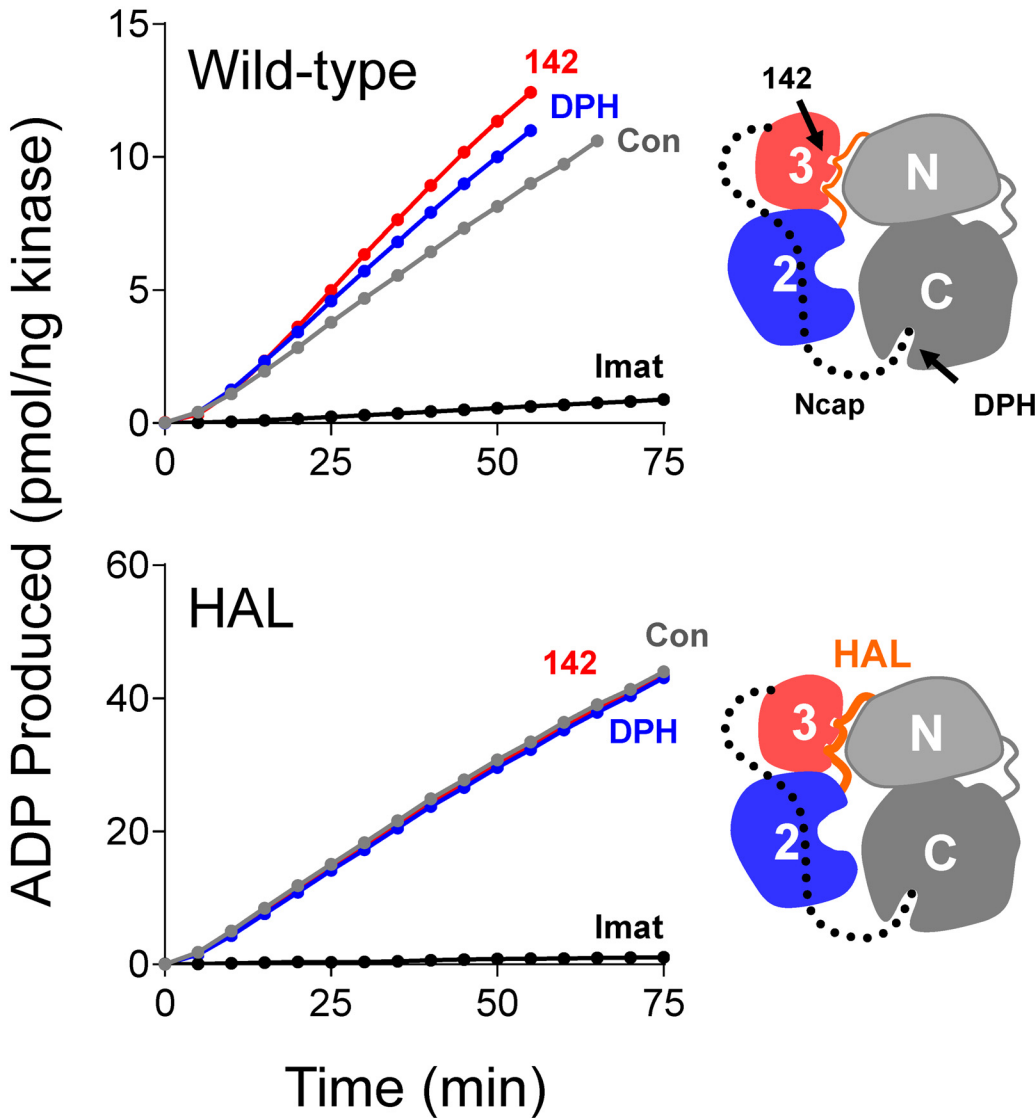 ADP Produced (pmol/ng kinase)
Wild-type
15
10
5
0
0
25
50
75
142
DPH
Con
Imat
142
3
N
2
C
Ncap
DPH
HAL
60
40
20
0
0
25
50
75
Con
142
DPH
Imat
HAL
3
N
2
C
Time (min)